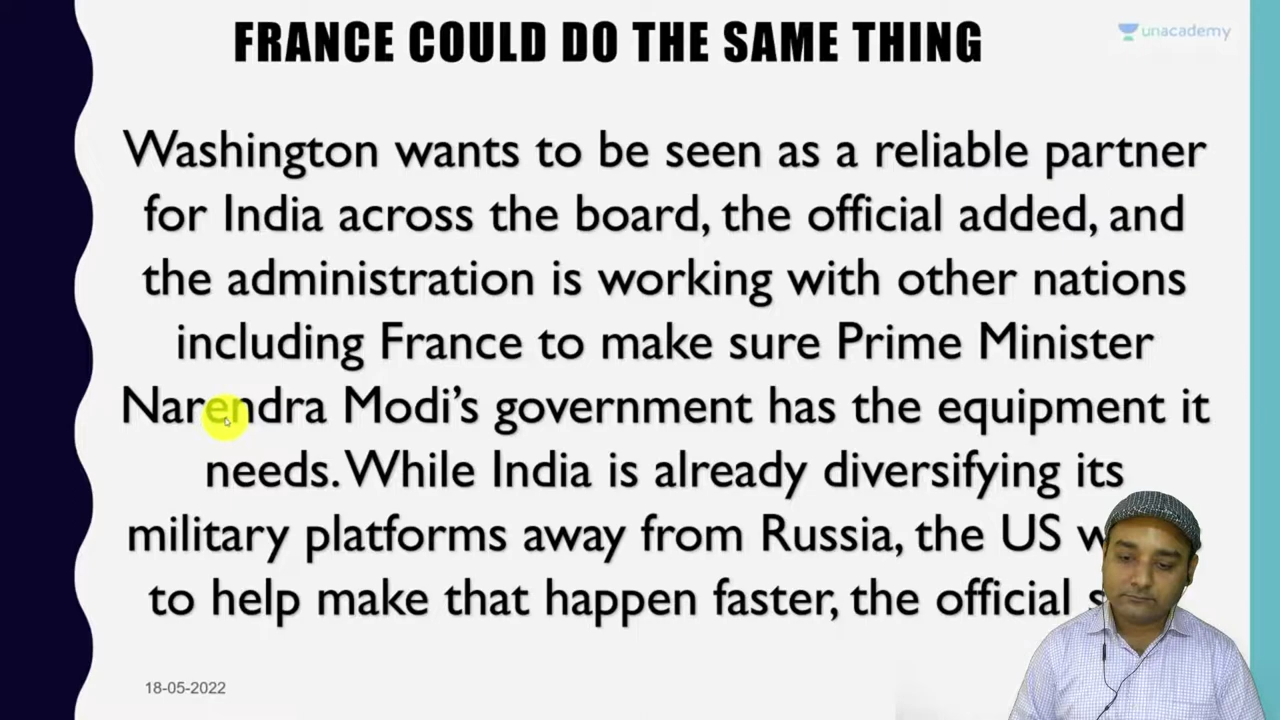 FRANCE COULD DO THE SAME THING
unacademy
Washington wants to be seen as a reliable partner
for India across the board, the official added, and
the administration is working with other nations
including France to make sure Prime Minister
Narendra Modi’s government has the equipment it
needs. While India is already diversifying its
military platforms away from Russia, the US
to help make that happen faster, the official
18-05-2022